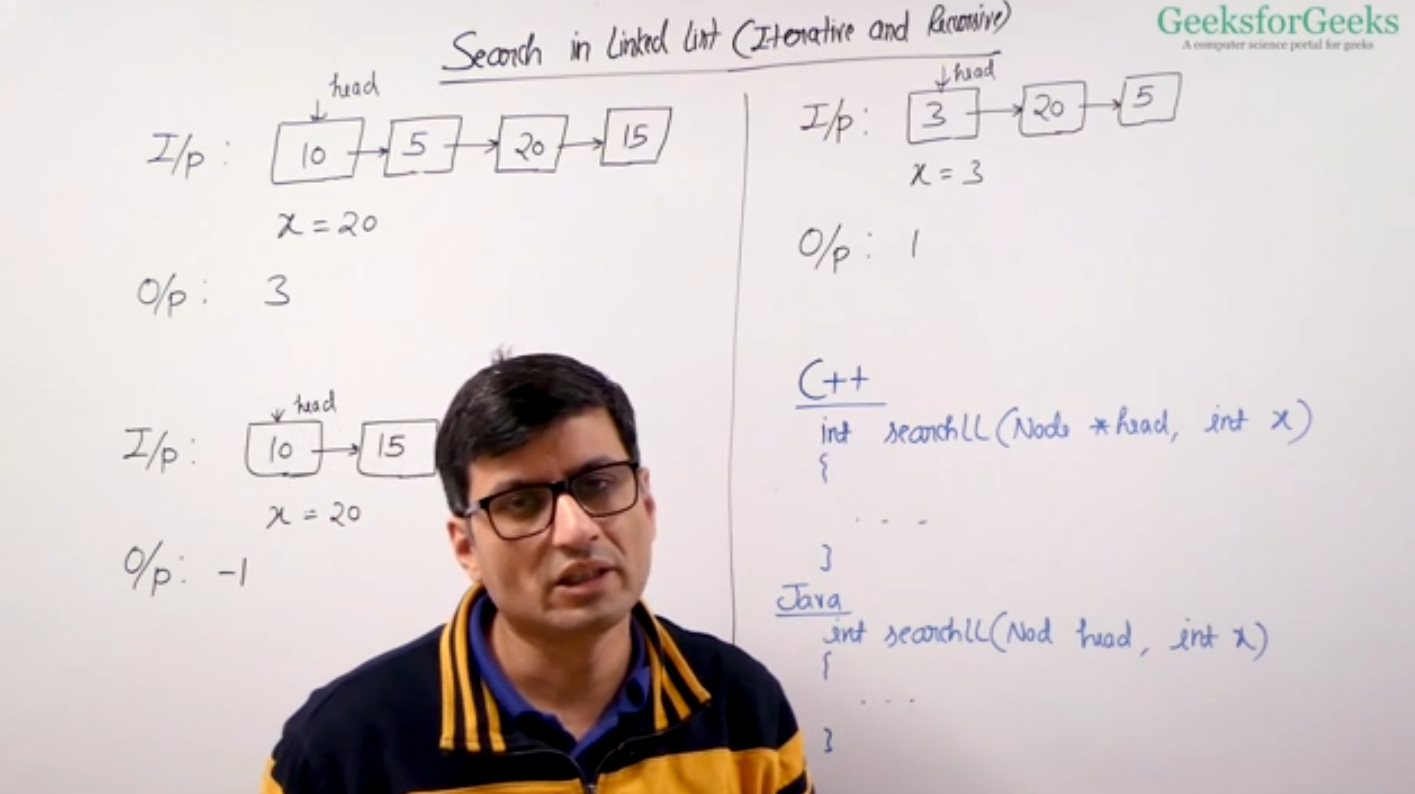 GeeksforGeeks
A computer science portal for geeks
Search in Linked List (Iterative and Recursive)
head
I/p: 10 → 5 → 20 → 15
x = 20
O/p: 3
head
I/p: 10 → 15
x = 20
O/p: -1
head
I/p: 3 → 20 → 5
x = 3
O/p: 1
C++
int searchLL(Node *head, int x)
{
. . .
}
Java
int searchLL(Nod head, int x)
{
. . .
}